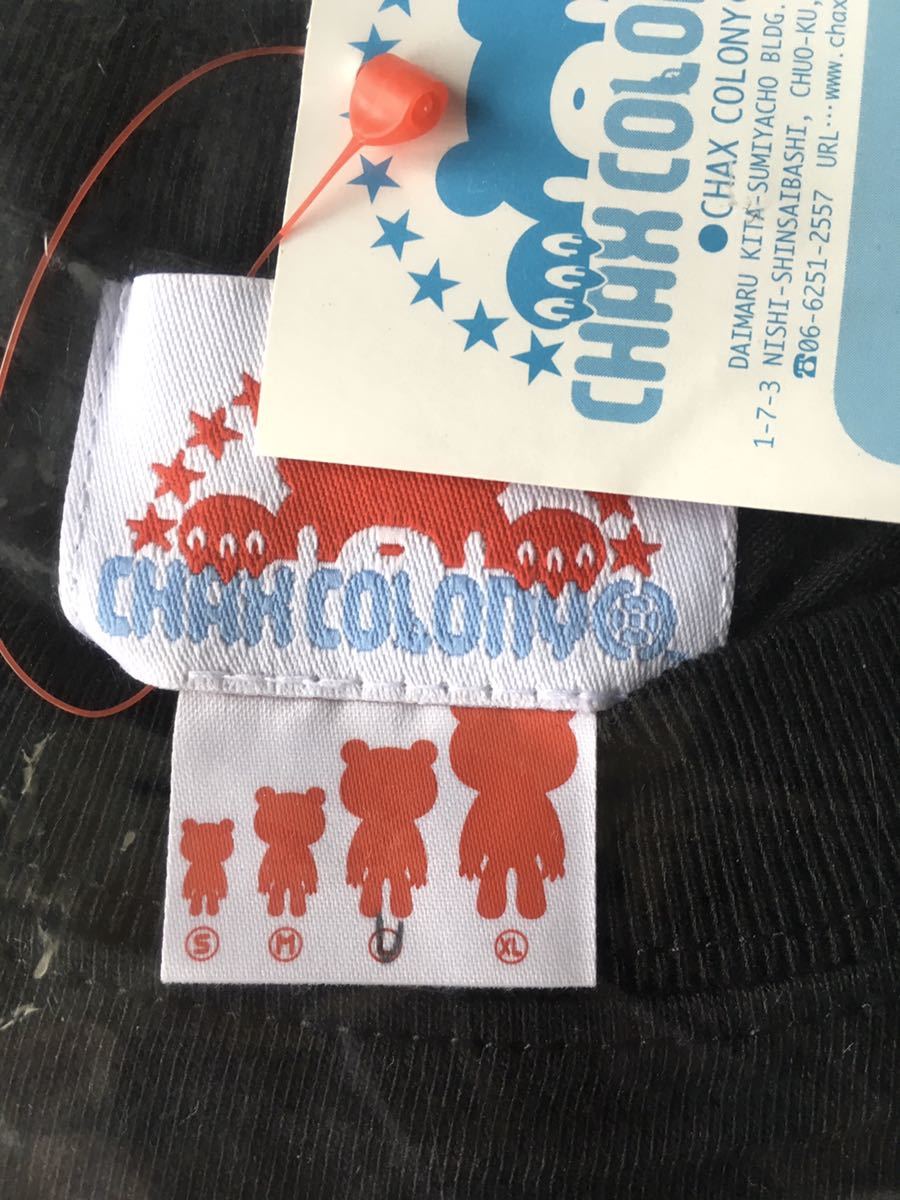 CHAX COLO
CHAX COLONY
DAIMARU KITA-SUMIYACHO BLDG.
1-7-3 NISHI-SHINSAIBASHI, CHUO-KU,
☎06-6251-2557 URL…www.chax
CHAX COLONY
S M XL